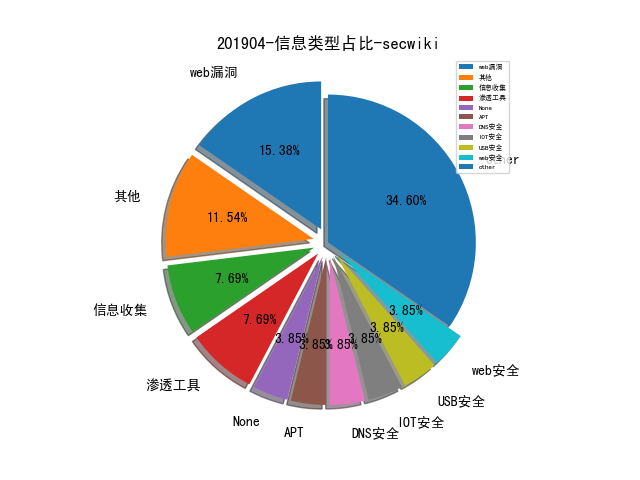 201904-信息类型占比-secwiki
web漏洞
其他
信息收集
渗透工具
None
APT
DNS安全
IOT安全
USB安全
web安全
other
web漏洞
15.38%
其他
11.54%
信息收集
7.69%
渗透工具
7.69%
None
3.85%
APT
3.85%
DNS安全
3.85%
IOT安全
3.85%
USB安全
3.85%
web安全
3.85%
other
34.60%